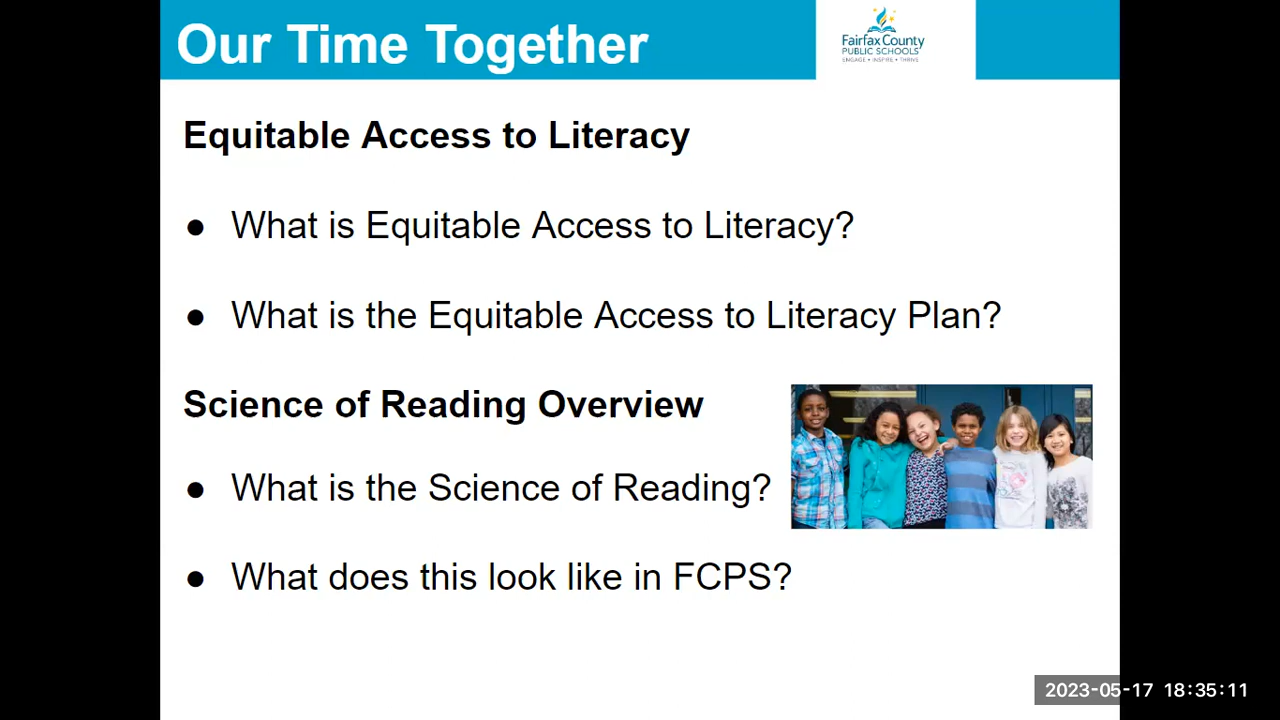 Our Time Together
Fairfax County
PUBLIC SCHOOLS
ENGAGE • INSPIRE • THRIVE
Equitable Access to Literacy
● What is Equitable Access to Literacy?
● What is the Equitable Access to Literacy Plan?
Science of Reading Overview
● What is the Science of Reading?
● What does this look like in FCPS?
2023-05-17 18:35:11